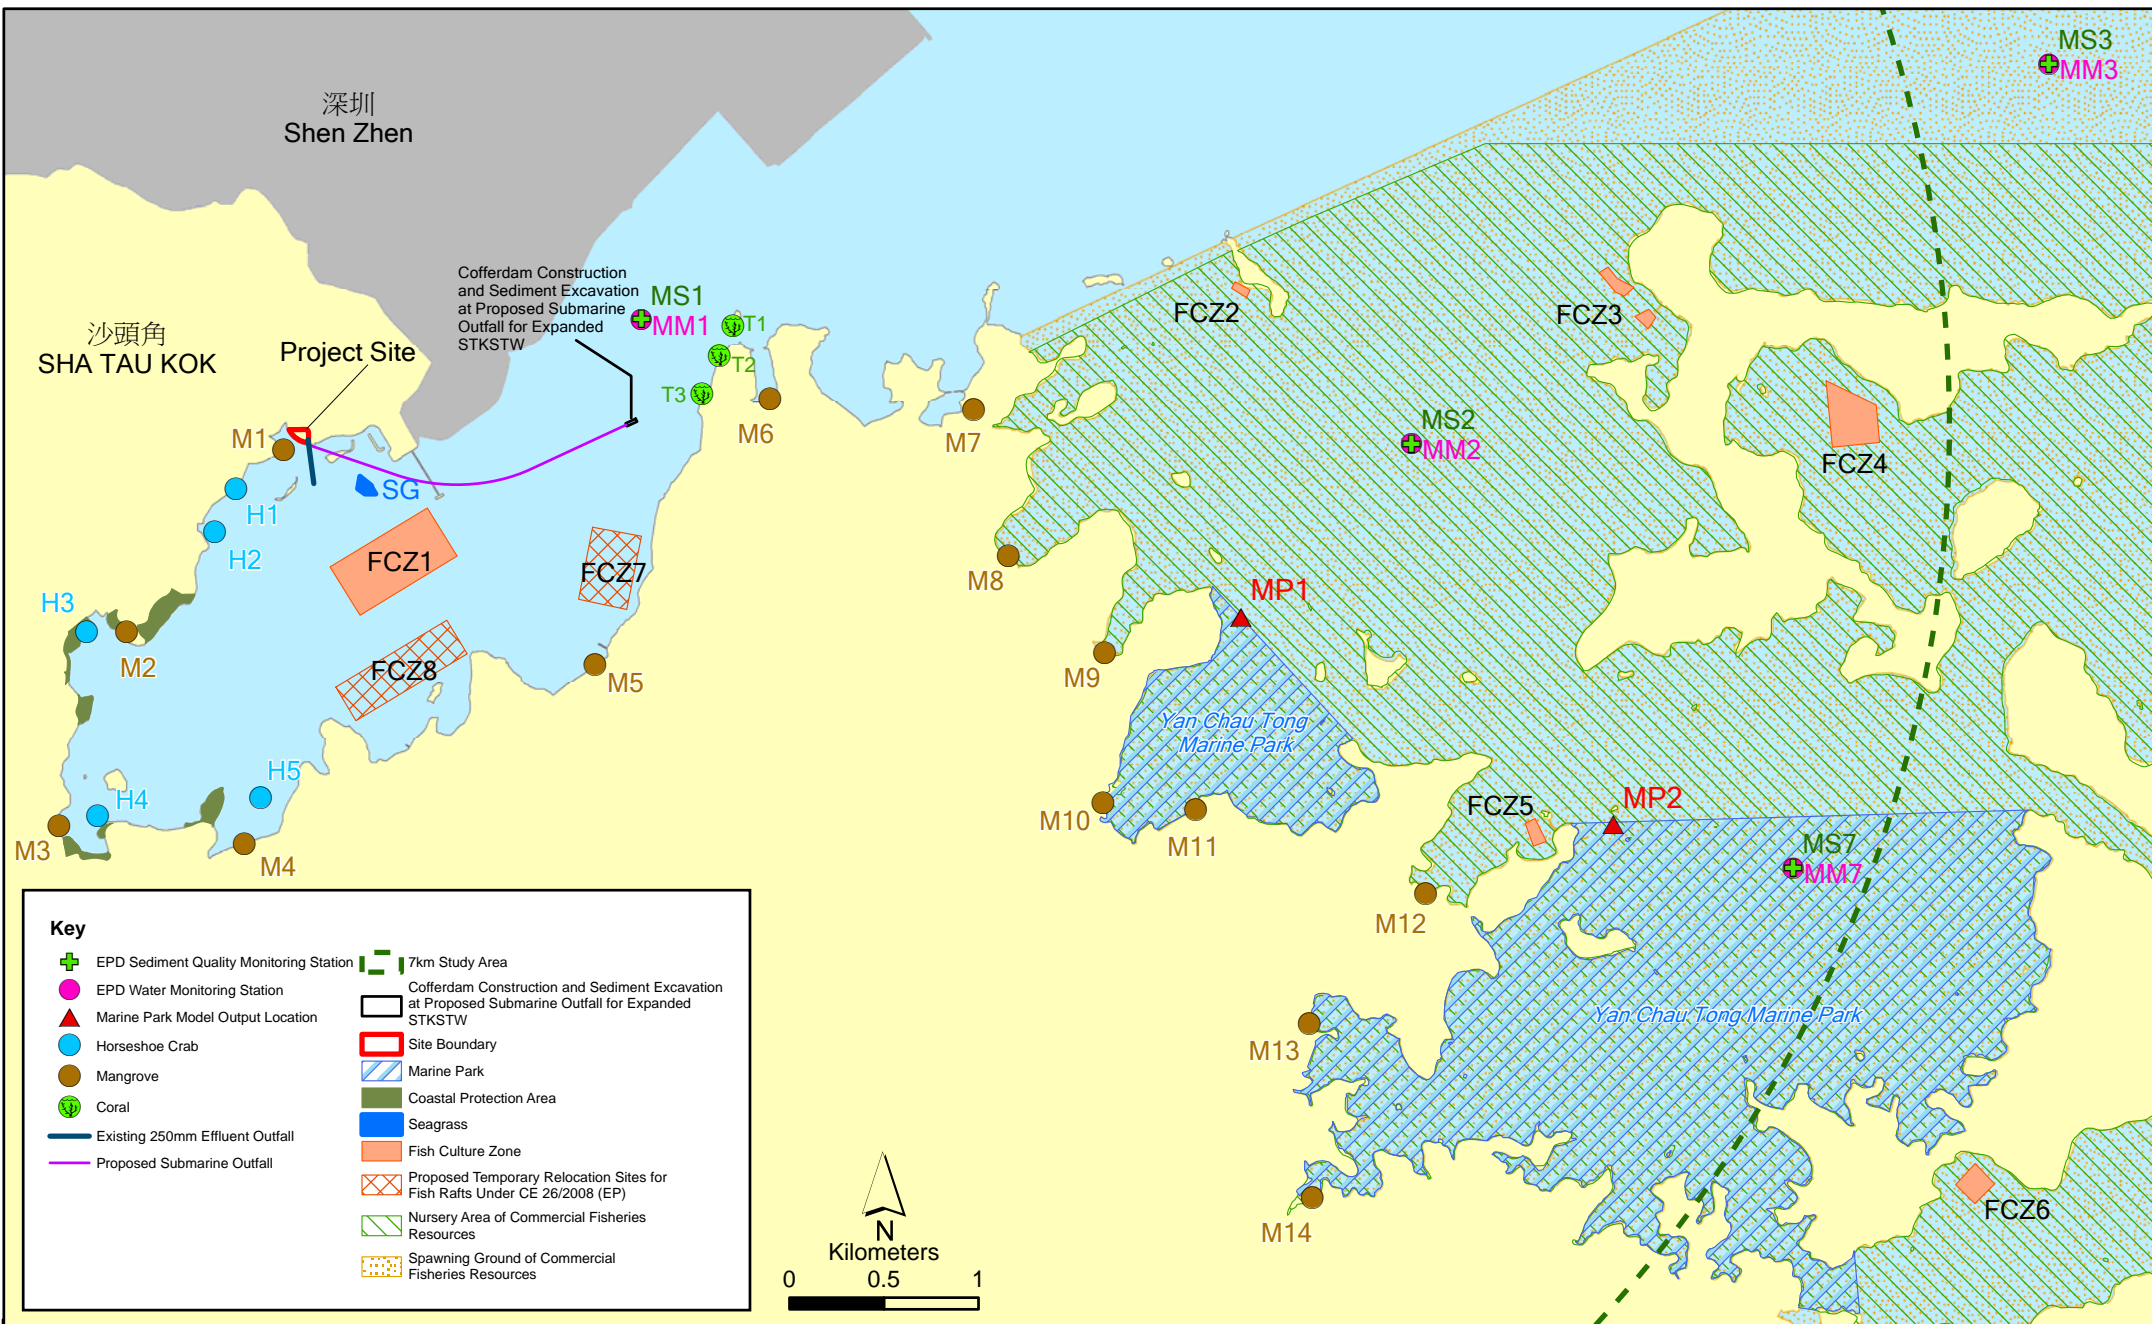 深圳
Shen Zhen
MS3
MM3
Cofferdam Construction
and Sediment Excavation
at Proposed Submarine
Outfall for Expanded
STKSTW
MS1
MM1
T1
T2
T3
FCZ2
FCZ3
沙頭角
SHA TAU KOK
Project Site
M1
M6
M7
MS2
MM2
FCZ4
SG
H1
H2
FCZ1
FCZ7
M8
H3
M2
FCZ8
M5
MP1
M9
Yan Chau Tong
Marine Park
H5
H4
M3
M4
M10
M11
FCZ5
MP2
MS7
MM7
M12
Yan Chau Tong Marine Park
M13
M14
FCZ6
Key
EPD Sediment Quality Monitoring Station
EPD Water Monitoring Station
Marine Park Model Output Location
Horseshoe Crab
Mangrove
Coral
Existing 250mm Effluent Outfall
Proposed Submarine Outfall
7km Study Area
Cofferdam Construction and Sediment Excavation
at Proposed Submarine Outfall for Expanded
STKSTW
Site Boundary
Marine Park
Coastal Protection Area
Seagrass
Fish Culture Zone
Proposed Temporary Relocation Sites for
Fish Rafts Under CE 26/2008 (EP)
Nursery Area of Commercial Fisheries
Resources
Spawning Ground of Commercial
Fisheries Resources
N
Kilometers
0 0.5 1